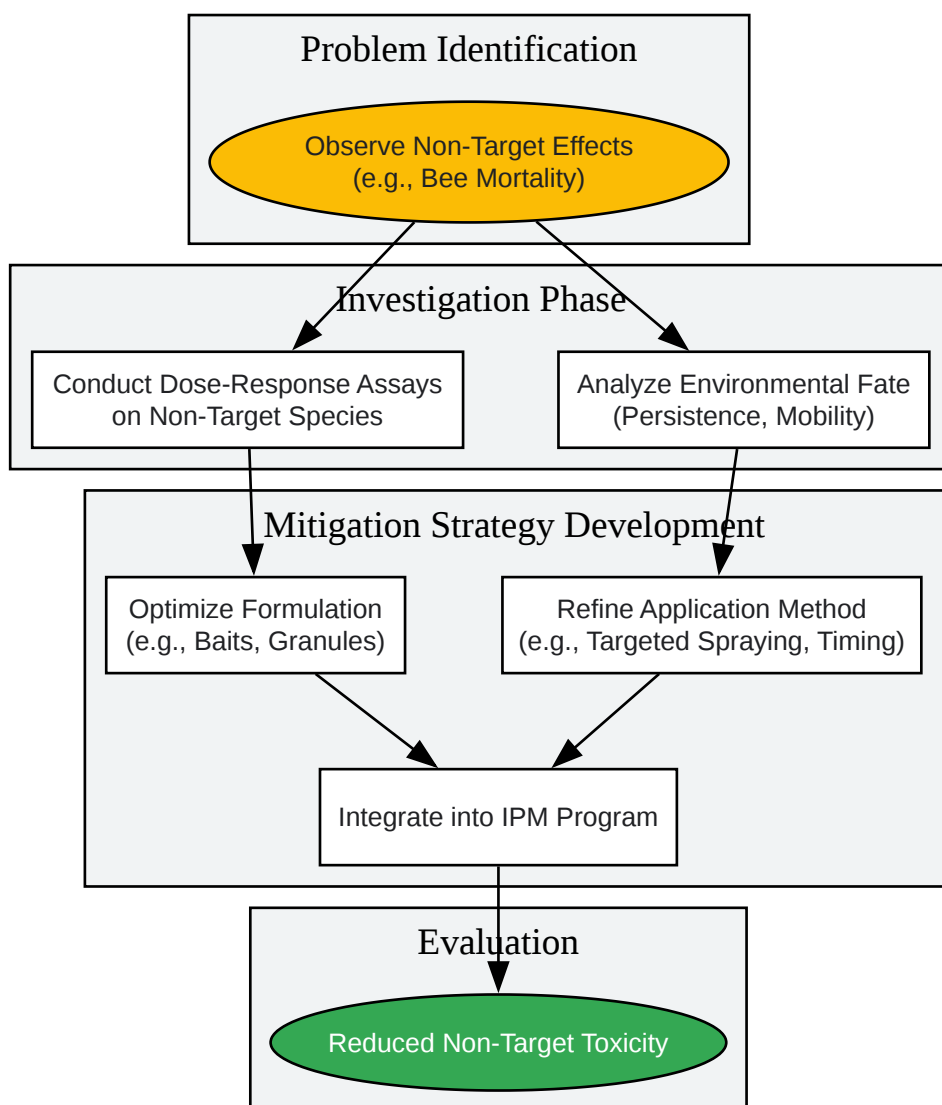 Problem Identification
Observe Non-Target Effects
(e.g., Bee Mortality)
Investigation Phase
Conduct Dose-Response Assays
on Non-Target Species
Analyze Environmental Fate
(Persistence, Mobility)
Mitigation Strategy Development
Optimize Formulation
(e.g., Baits, Granules)
Refine Application Method
(e.g., Targeted Spraying, Timing)
Integrate into IPM Program
Evaluation
Reduced Non-Target Toxicity